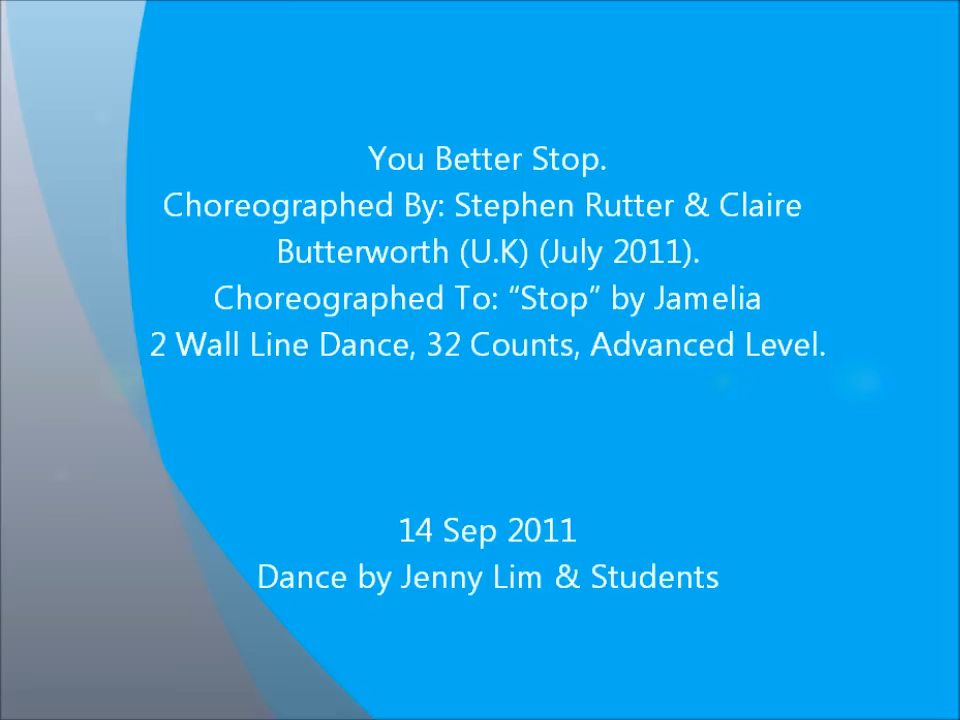 You Better Stop.
Choreographed By: Stephen Rutter & Claire
Butterworth (U.K) (July 2011).
Choreographed To: “Stop” by Jamelia
2 Wall Line Dance, 32 Counts, Advanced Level.
14 Sep 2011
Dance by Jenny Lim & Students